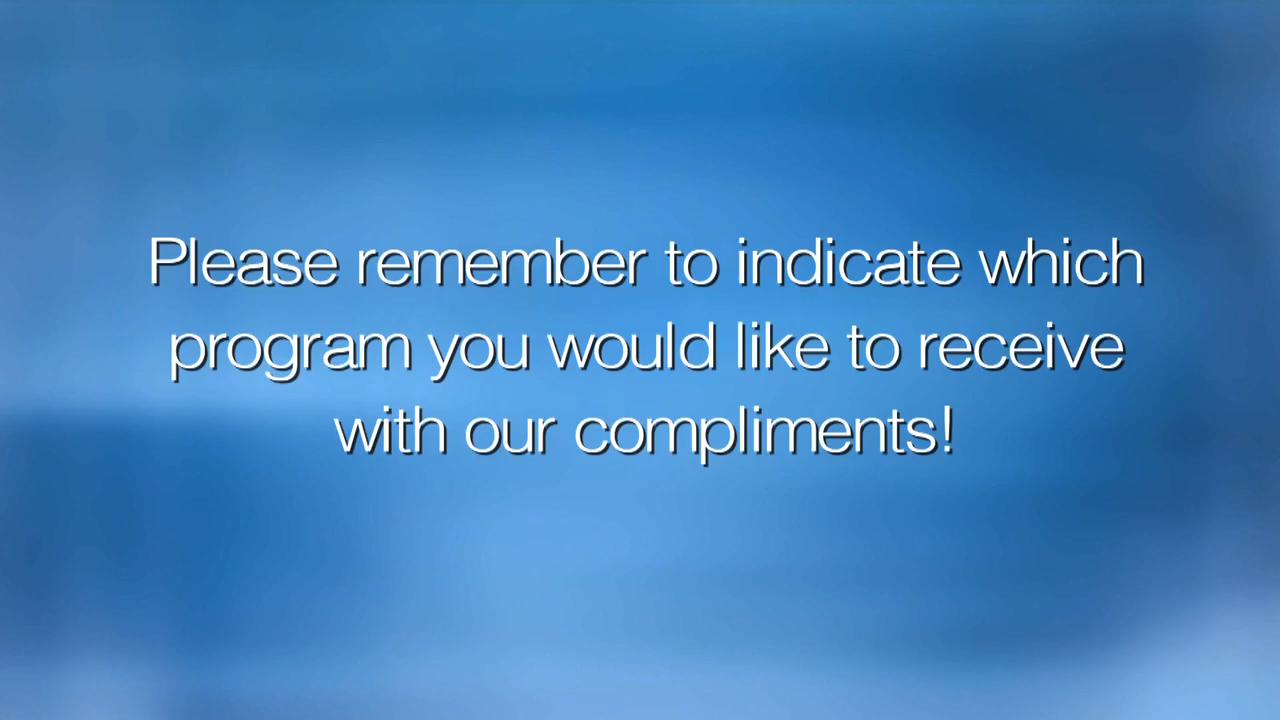 Please remember to indicate which
program you would like to receive
with our compliments!